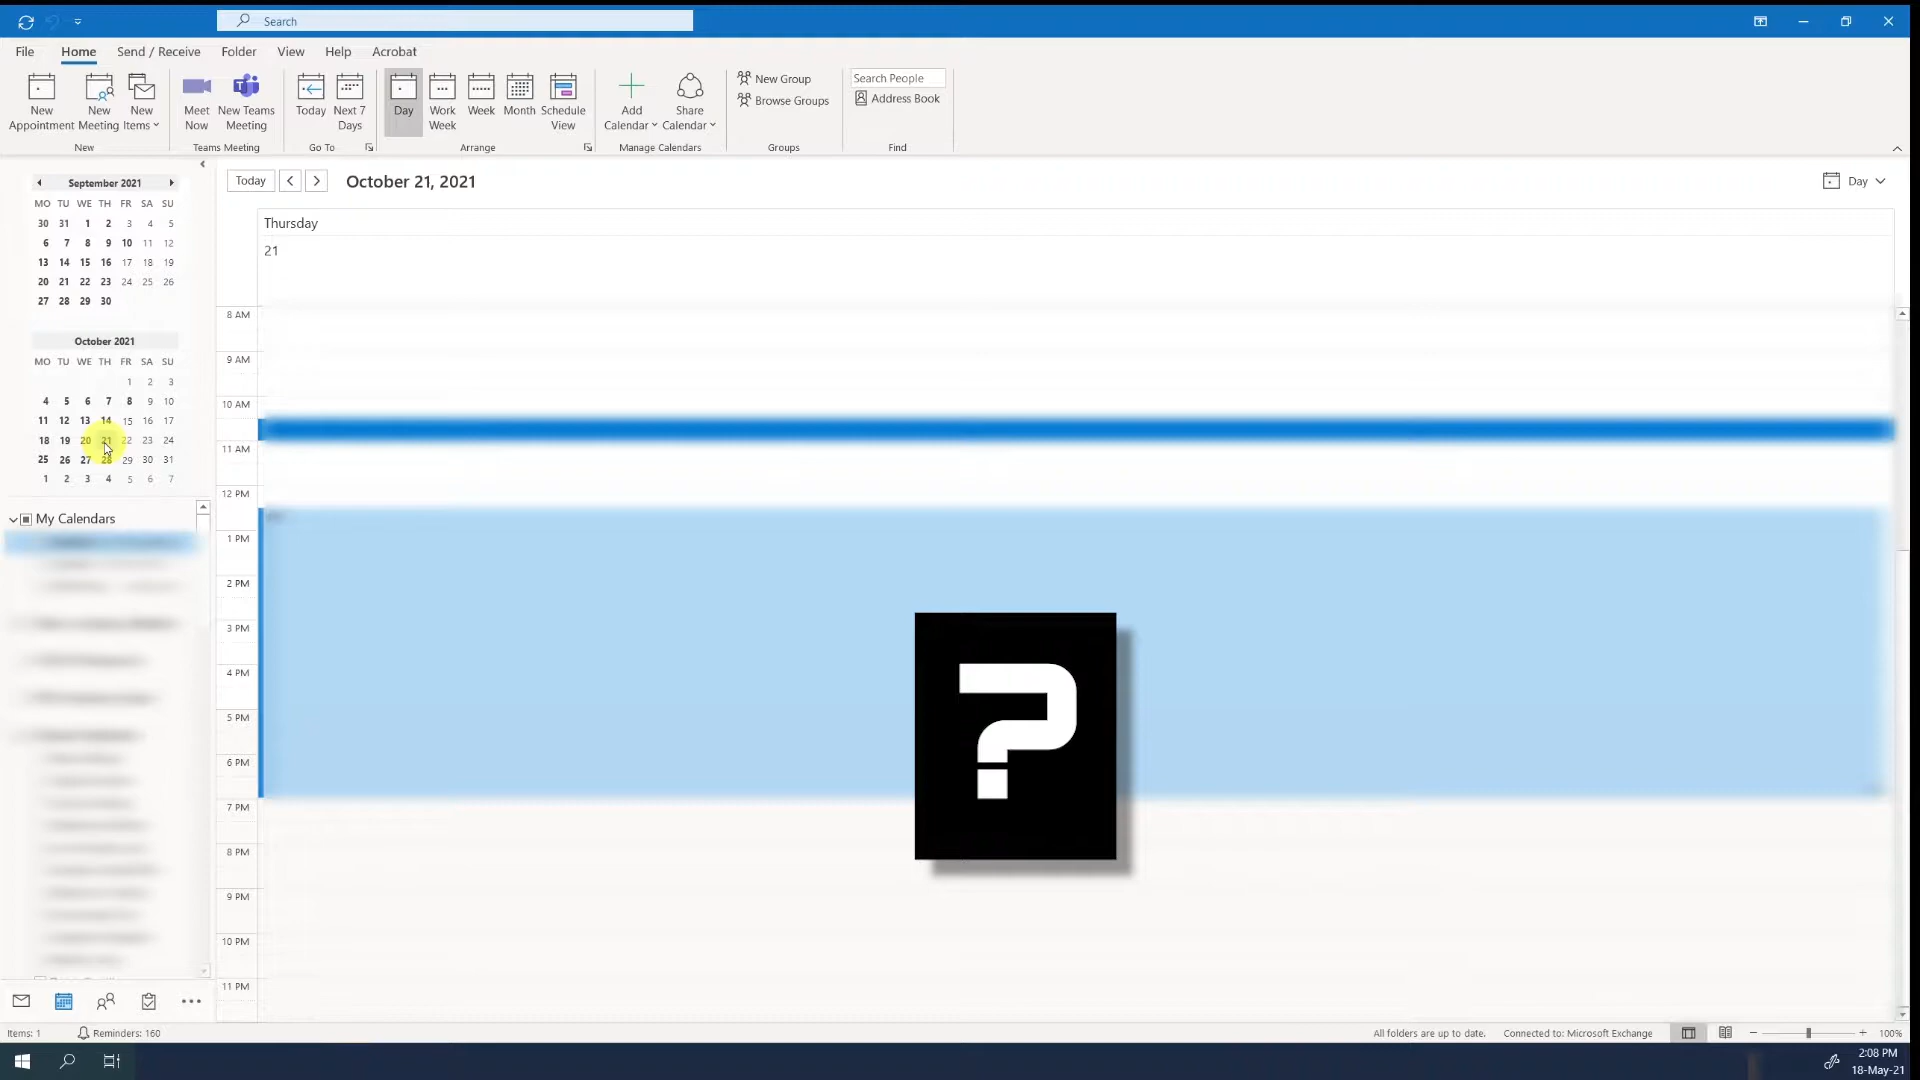 Search
File Home Send / Receive Folder View Help Acrobat
New Appointment
New Meeting
New Items
Meet Now
New Teams Meeting
Today
Next 7 Days
Day
Work Week
Week
Month
Schedule View
Add Calendar
Share Calendar
New Group
Browse Groups
Search People
Address Book
New
Teams Meeting
Go To
Arrange
Manage Calendars
Groups
Find
September 2021
MO TU WE TH FR SA SU
30 31 1 2 3 4 5
6 7 8 9 10 11 12
13 14 15 16 17 18 19
20 21 22 23 24 25 26
27 28 29 30
October 2021
MO TU WE TH FR SA SU
1 2 3
4 5 6 7 8 9 10
11 12 13 14 15 16 17
18 19 20 21 22 23 24
25 26 27 28 29 30 31
1 2 3 4 5 6 7
My Calendars
Today October 21, 2021 Day
Thursday
21
8 AM
9 AM
10 AM
11 AM
12 PM
1 PM
2 PM
3 PM
4 PM
5 PM
6 PM
7 PM
8 PM
9 PM
10 PM
11 PM
?
Items: 1 Reminders: 160 All folders are up to date. Connected to: Microsoft Exchange 100%
2:08 PM
18-May-21